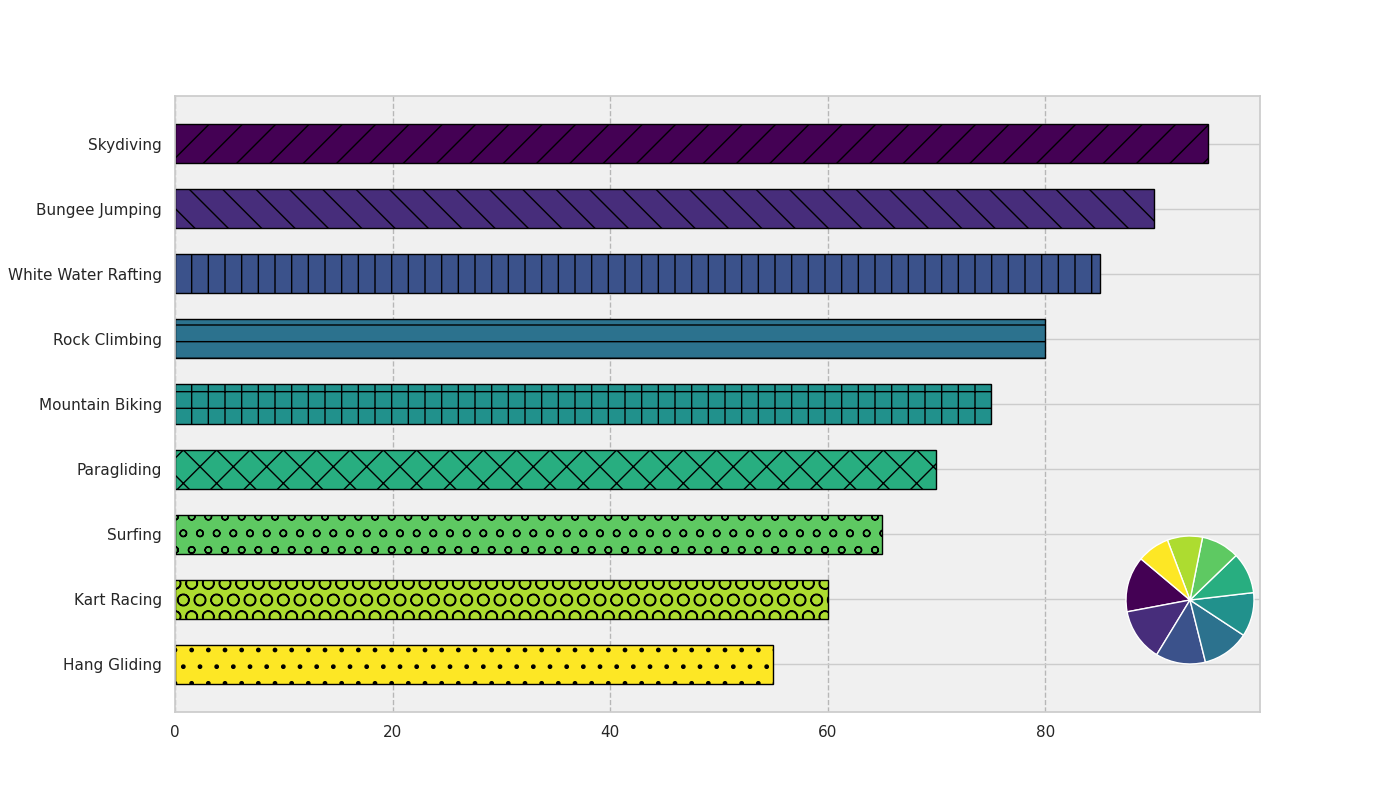 Skydiving
Bungee Jumping
White Water Rafting
Rock Climbing
Mountain Biking
Paragliding
Surfing
Kart Racing
Hang Gliding
0 20 40 60 80